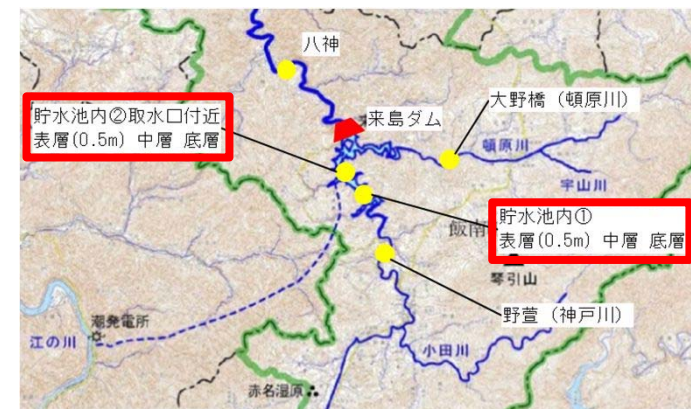 八神
大野橋（頓原川）
貯水池内②取水口付近
表層(0.5m) 中層 底層
来島ダム
頓原川
宇山川
貯水池内①
表層(0.5m) 中層 底層
飯南
琴引山
野萱（神戸川）
潮発電所
江の川
小田川
赤名湿原